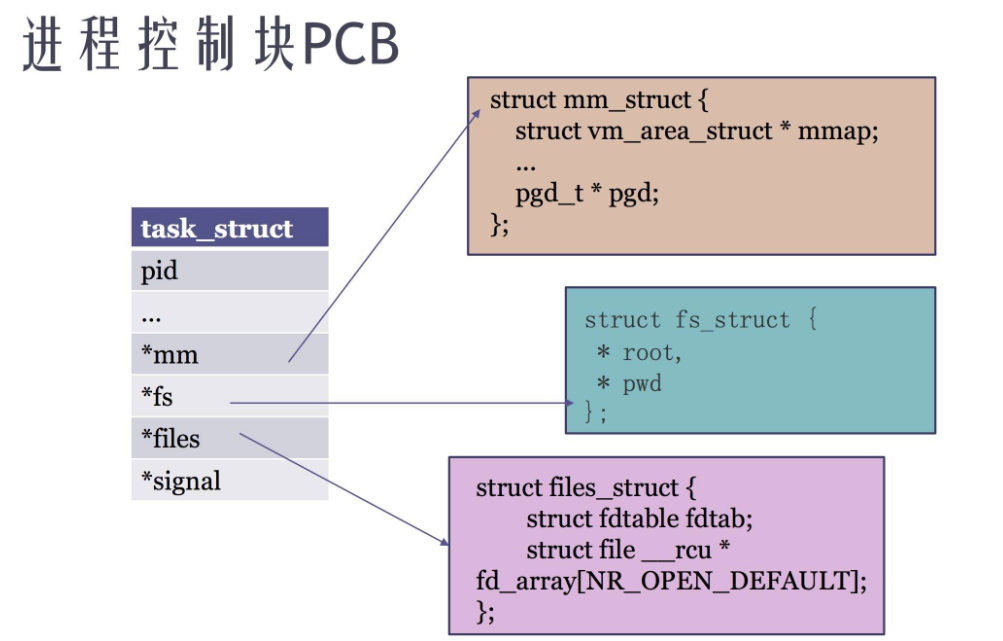 进程控制块PCB
struct mm_struct {
struct vm_area_struct * mmap;
...
pgd_t * pgd;
};
task_struct
pid
...
*mm
*fs
*files
*signal
struct fs_struct {
* root,
* pwd
};
struct files_struct {
struct fdtable fdtab;
struct file __rcu *
fd_array[NR_OPEN_DEFAULT];
};